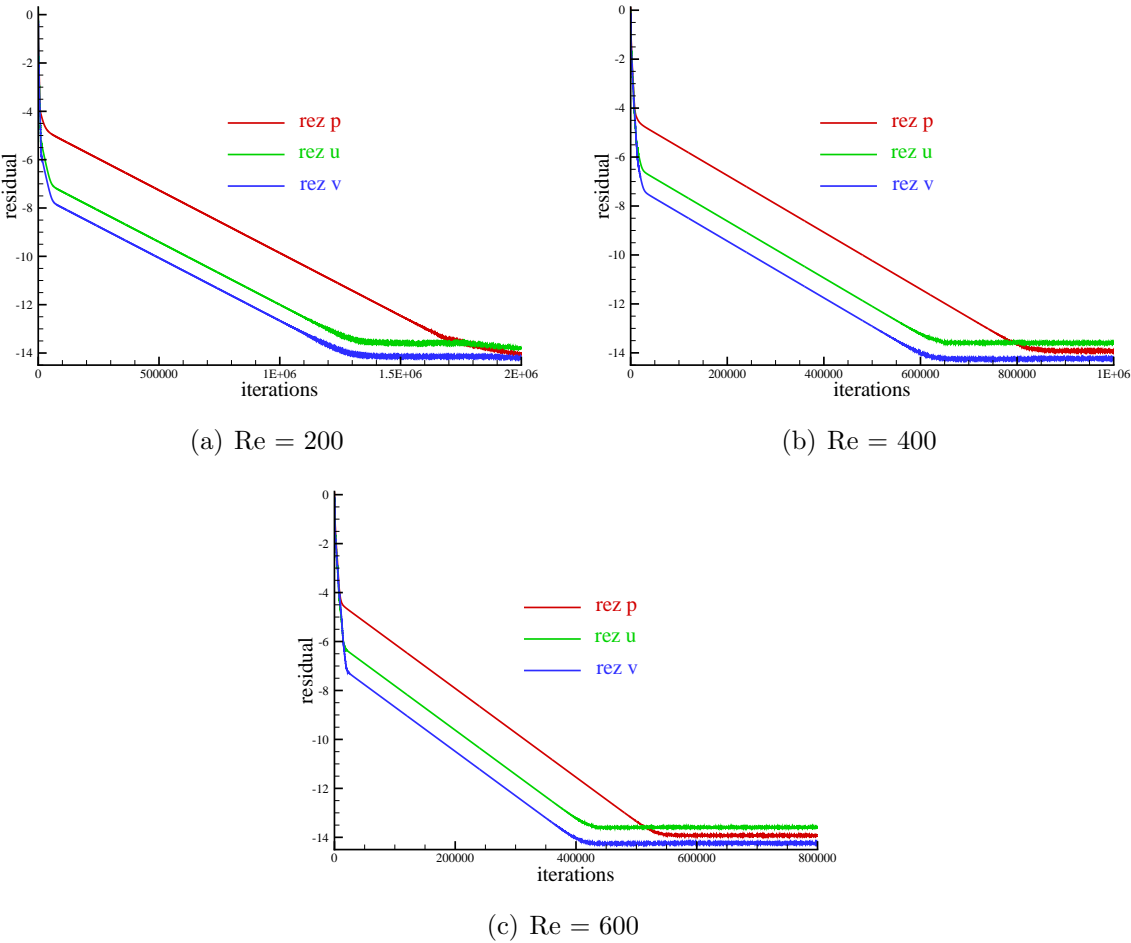 0
-2
-4
-6
-8
-10
-12
-14
residual
rez p
rez u
rez v
0 500000 1E+06 1.5E+06 2E+06
iterations
(a) Re = 200
0
-2
-4
-6
-8
-10
-12
-14
residual
rez p
rez u
rez v
0 200000 400000 600000 800000 1E+06
iterations
(b) Re = 400
0
-2
-4
-6
-8
-10
-12
-14
residual
rez p
rez u
rez v
0 200000 400000 600000 800000
iterations
(c) Re = 600